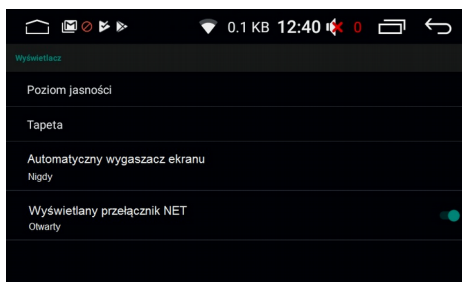 0.1 KB 12:40 0
Wyświetlacz
Poziom jasności
Tapeta
Automatyczny wygaszacz ekranu
Nigdy
Wyświetlany przełącznik NET
Otwarty